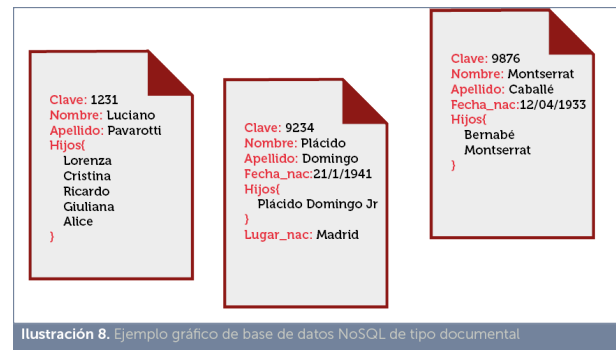 Clave: 1231
Nombre: Luciano
Apellido: Pavarotti
Hijos{
Lorenza
Cristina
Ricardo
Giuliana
Alice
}
Clave: 9234
Nombre: Plácido
Apellido: Domingo
Fecha_nac:21/1/1941
Hijos{
Plácido Domingo Jr
}
Lugar_nac: Madrid
Clave: 9876
Nombre: Montserrat
Apellido: Caballé
Fecha_nac:12/04/1933
Hijos{
Bernabé
Montserrat
}
Ilustración 8. Ejemplo gráfico de base de datos NoSQL de tipo documental